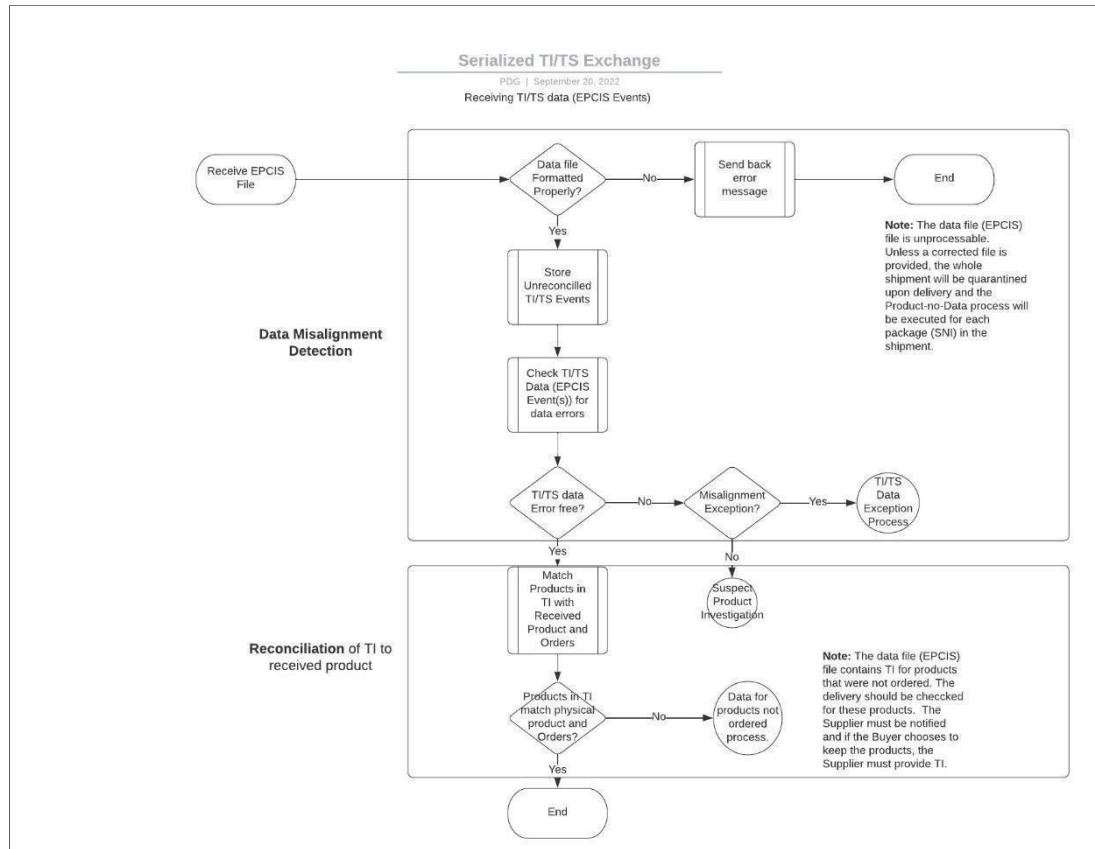 Serialized TI/TS Exchange
PDG | September 20, 2022
Receiving TI/TS data (EPCIS Events)
Receive EPCIS
File
Data file
Formatted
Properly?
No
Send back
error
message
End
Yes
Note: The data file (EPCIS)
file is unprocessable.
Unless a corrected file is
provided, the whole
shipment will be quarantined
upon delivery and the
Product-no-Data process will
be executed for each
package (SNI) in the
shipment.
Store
Unreconcilled
TI/TS Events
Data Misalignment
Detection
Check TI/TS
Data (EPCIS
Event(s)) for
data errors
TI/TS data
Error free?
No
Misalignment
Exception?
Yes
TI/TS
Data
Exception
Process
Yes
No
Match
Products in
TI with
Received
Product and
Orders
Suspect
Product
Investigation
Reconciliation of TI to
received product
Products in TI
match physical
product and
Orders?
No
Data for
products not
ordered
process.
Note: The data file (EPCIS)
file contains TI for products
that were not ordered. The
delivery should be checcked
for these products. The
Supplier must be notified
and if the Buyer chooses to
keep the products, the
Supplier must provide TI.
Yes
End